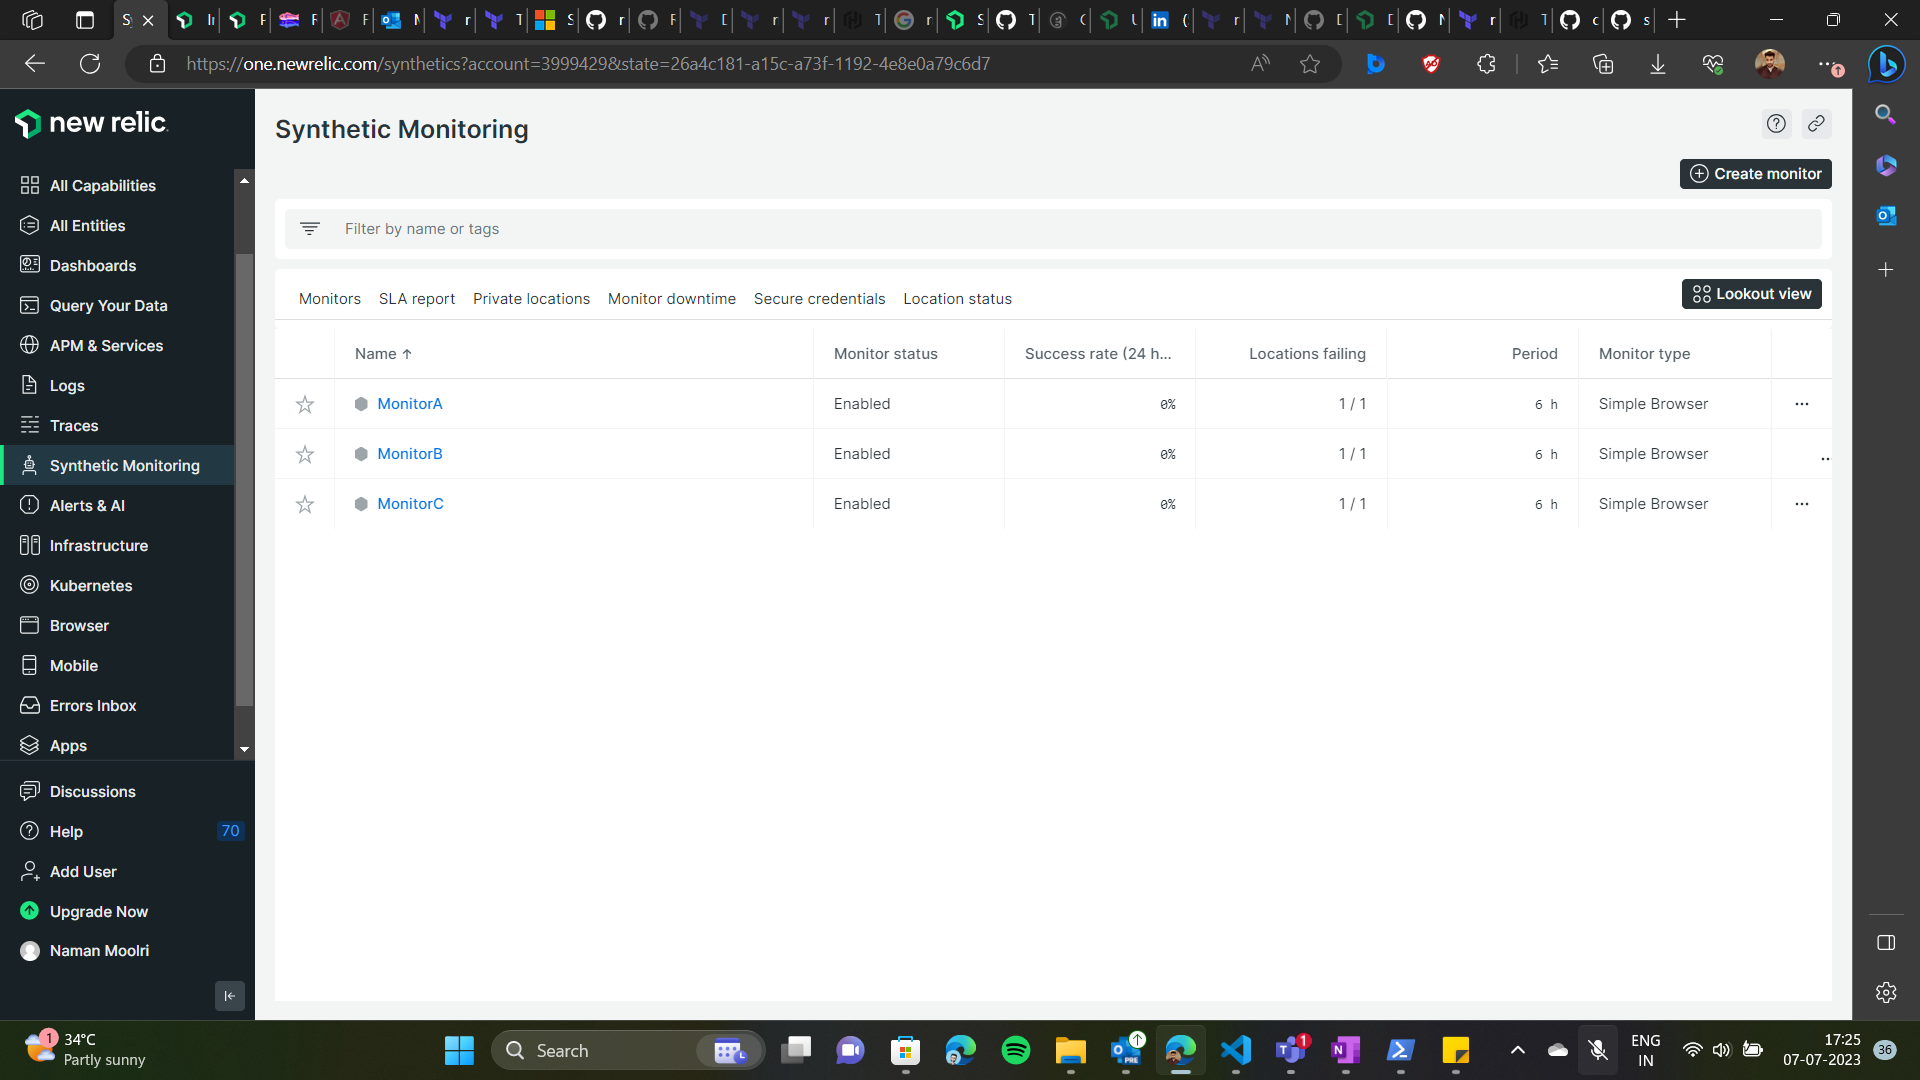 https://one.newrelic.com/synthetics?account=3999429&state=26a4c181-a15c-a73f-1192-4e8e0a79c6d7
new relic
All Capabilities
All Entities
Dashboards
Query Your Data
APM & Services
Logs
Traces
Synthetic Monitoring
Alerts & AI
Infrastructure
Kubernetes
Browser
Mobile
Errors Inbox
Apps
Discussions
Help 70
Add User
Upgrade Now
Naman Moolri
Synthetic Monitoring
Create monitor
Filter by name or tags
Monitors SLA report Private locations Monitor downtime Secure credentials Location status
Lookout view
Name ↑ Monitor status Success rate (24 h... Locations failing Period Monitor type
MonitorA Enabled 0% 1 / 1 6 h Simple Browser ...
MonitorB Enabled 0% 1 / 1 6 h Simple Browser ...
MonitorC Enabled 0% 1 / 1 6 h Simple Browser ...
1
34°C
Partly sunny
Search
PRE
1
ENG
IN
17:25
07-07-2023
36